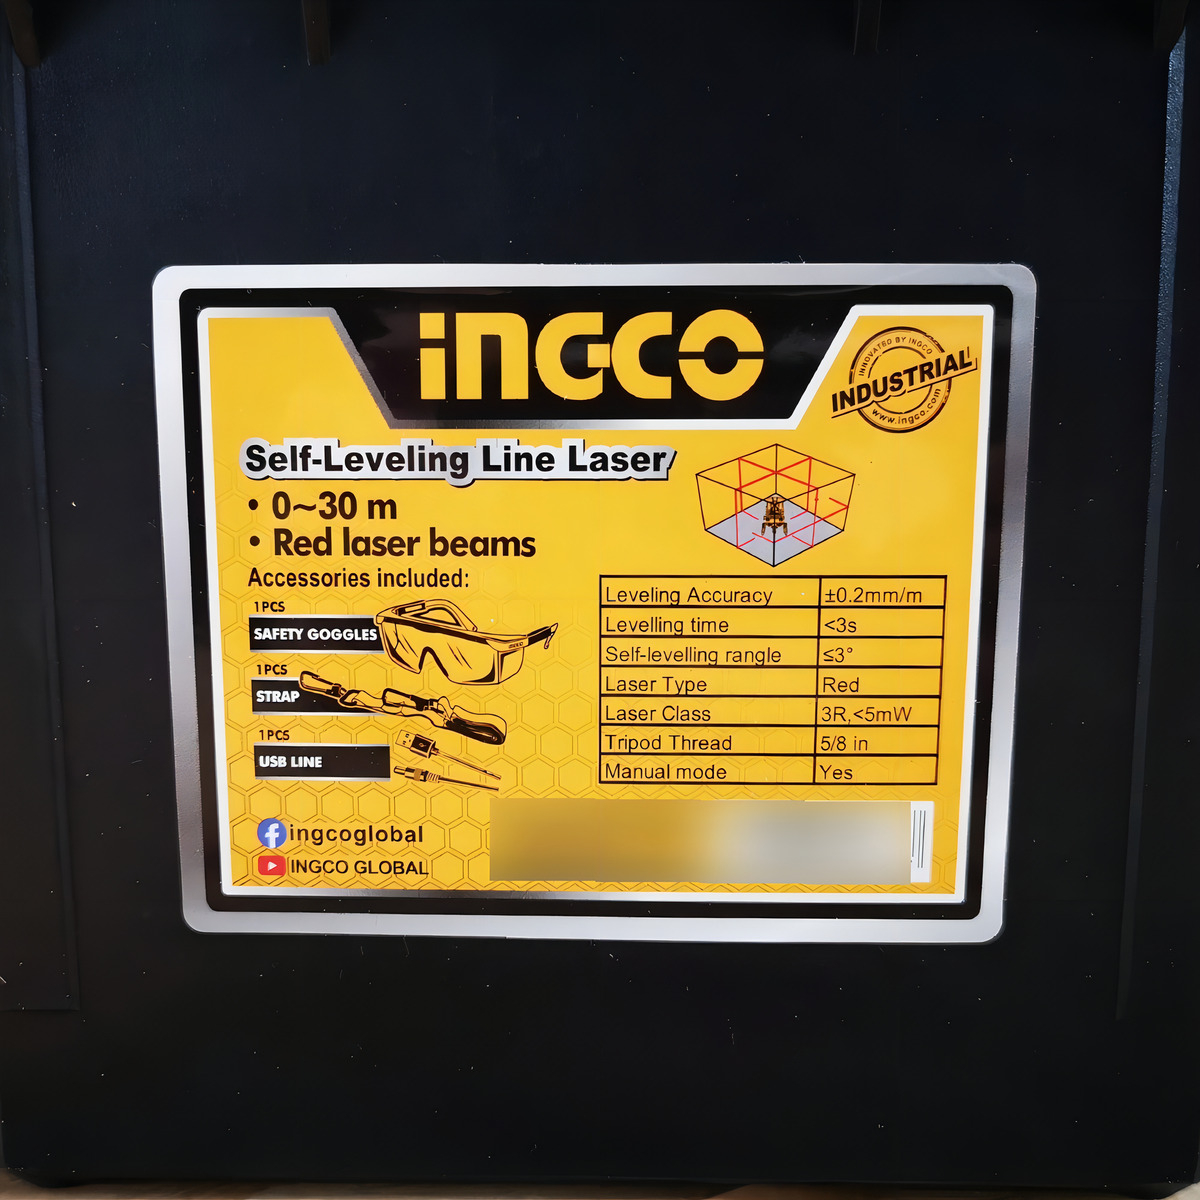 INGCO
INNOVATED BY INGCO
INDUSTRIAL
www.ingco.com
Self-Leveling Line Laser
• 0~30 m
• Red laser beams
Accessories included:
1PCS
SAFETY GOGGLES
1PCS
STRAP
1PCS
USB LINE
Leveling Accuracy ±0.2mm/m
Levelling time <3s
Self-levelling range ≤3°
Laser Type Red
Laser Class 3R,<5mW
Tripod Thread 5/8 in
Manual mode Yes
ingcoglobal
INGCO GLOBAL